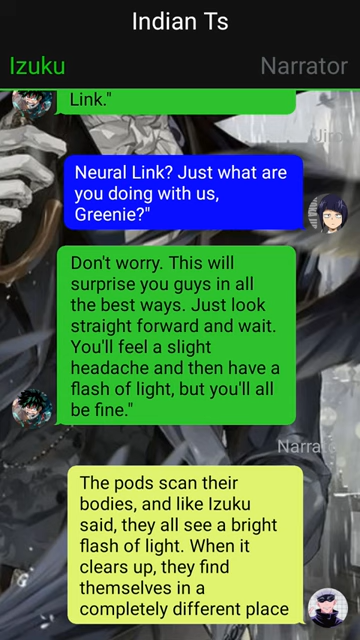 Indian Ts
Izuku
Narrator
Link."
Jiro
Neural Link? Just what are
you doing with us,
Greenie?"
Don't worry. This will
surprise you guys in all
the best ways. Just look
straight forward and wait.
You'll feel a slight
headache and then have a
flash of light, but you'll all
be fine."
Narra
The pods scan their
bodies, and like Izuku
said, they all see a bright
flash of light. When it
clears up, they find
themselves in a
completely different place